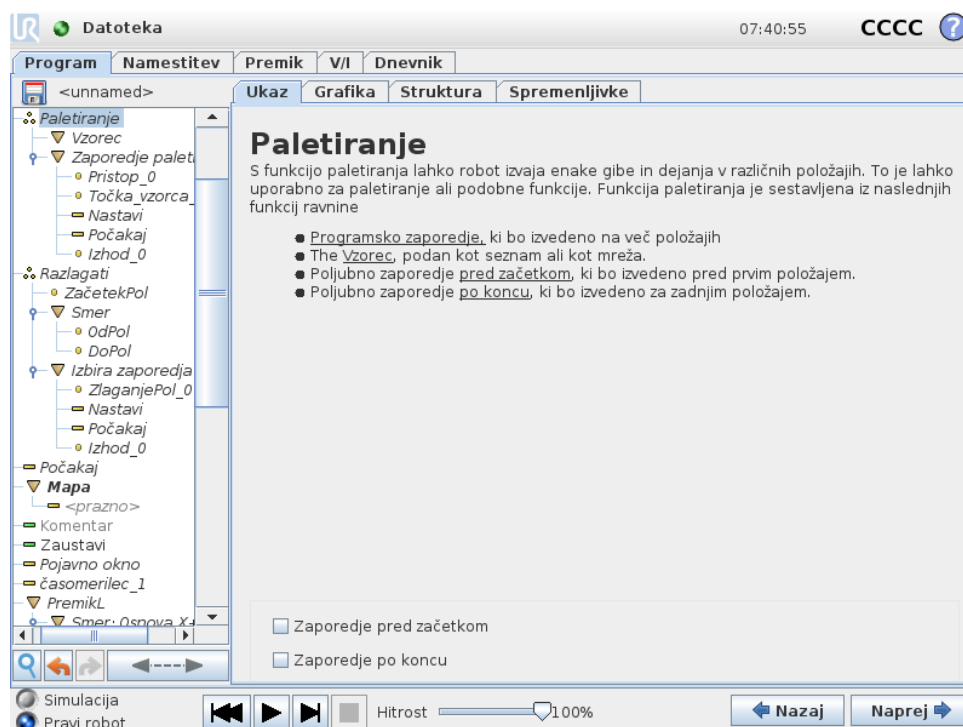 UR Datoteka 07:40:55 CCCC ?
Program Namestitev Premik V/I Dnevnik
<unnamed>
Ukaz Grafika Struktura Spremenljivke
Paletiranje
Vzorec
Zaporedje paleti
Pristop_0
Točka_vzorca_
Nastavi
Počakaj
Izhod_0
Razlagati
ZačetekPol
Smer
OdPol
DoPol
Izbira zaporedja
ZlaganjePol_0
Nastavi
Počakaj
Izhod_0
Počakaj
Mapa
<prazno>
Komentar
Zaustavi
Pojavno okno
časomerilec_1
PremikL
Smer: Osnova X+
Paletiranje
S funkcijo paletiranja lahko robot izvaja enake gibe in dejanja v različnih položajih. To je lahko
uporabno za paletiranje ali podobne funkcije. Funkcija paletiranja je sestavljena iz naslednjih
funkcij ravnine
Programsko zaporedje, ki bo izvedeno na več položajih
The Vzorec, podan kot seznam ali kot mreža.
Poljubno zaporedje pred začetkom, ki bo izvedeno pred prvim položajem.
Poljubno zaporedje po koncu, ki bo izvedeno za zadnjim položajem.
Zaporedje pred začetkom
Zaporedje po koncu
Simulacija
Pravi robot
Hitrost 100%
Nazaj Naprej